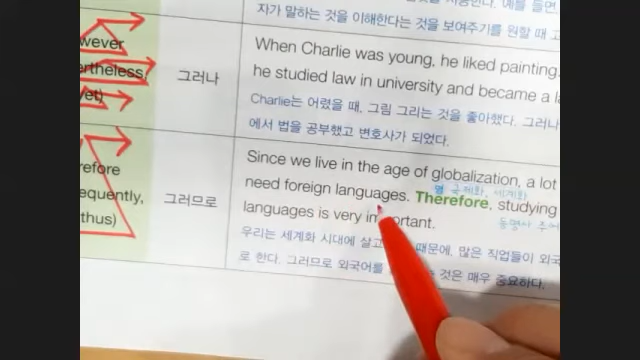 자가 말하는 것을 이해한다는 것을 보여주기를 원할 때
When Charlie was young, he liked painting.
he studied law in university and became a
Charlie는 어렸을 때, 그림 그리는 것을 좋아했다. 그러나
에서 법을 공부했고 변호사가 되었다.
그러나
Since we live in the age of globalization, a lot
명 국제화, 세계화
need foreign languages. Therefore, studying
동명사 주어
languages is very important.
우리는 세계화 시대에 살고 때문에, 많은 직업들이
로 한다. 그러므로 외국어를 것은 매우 중요하다.
그러므로